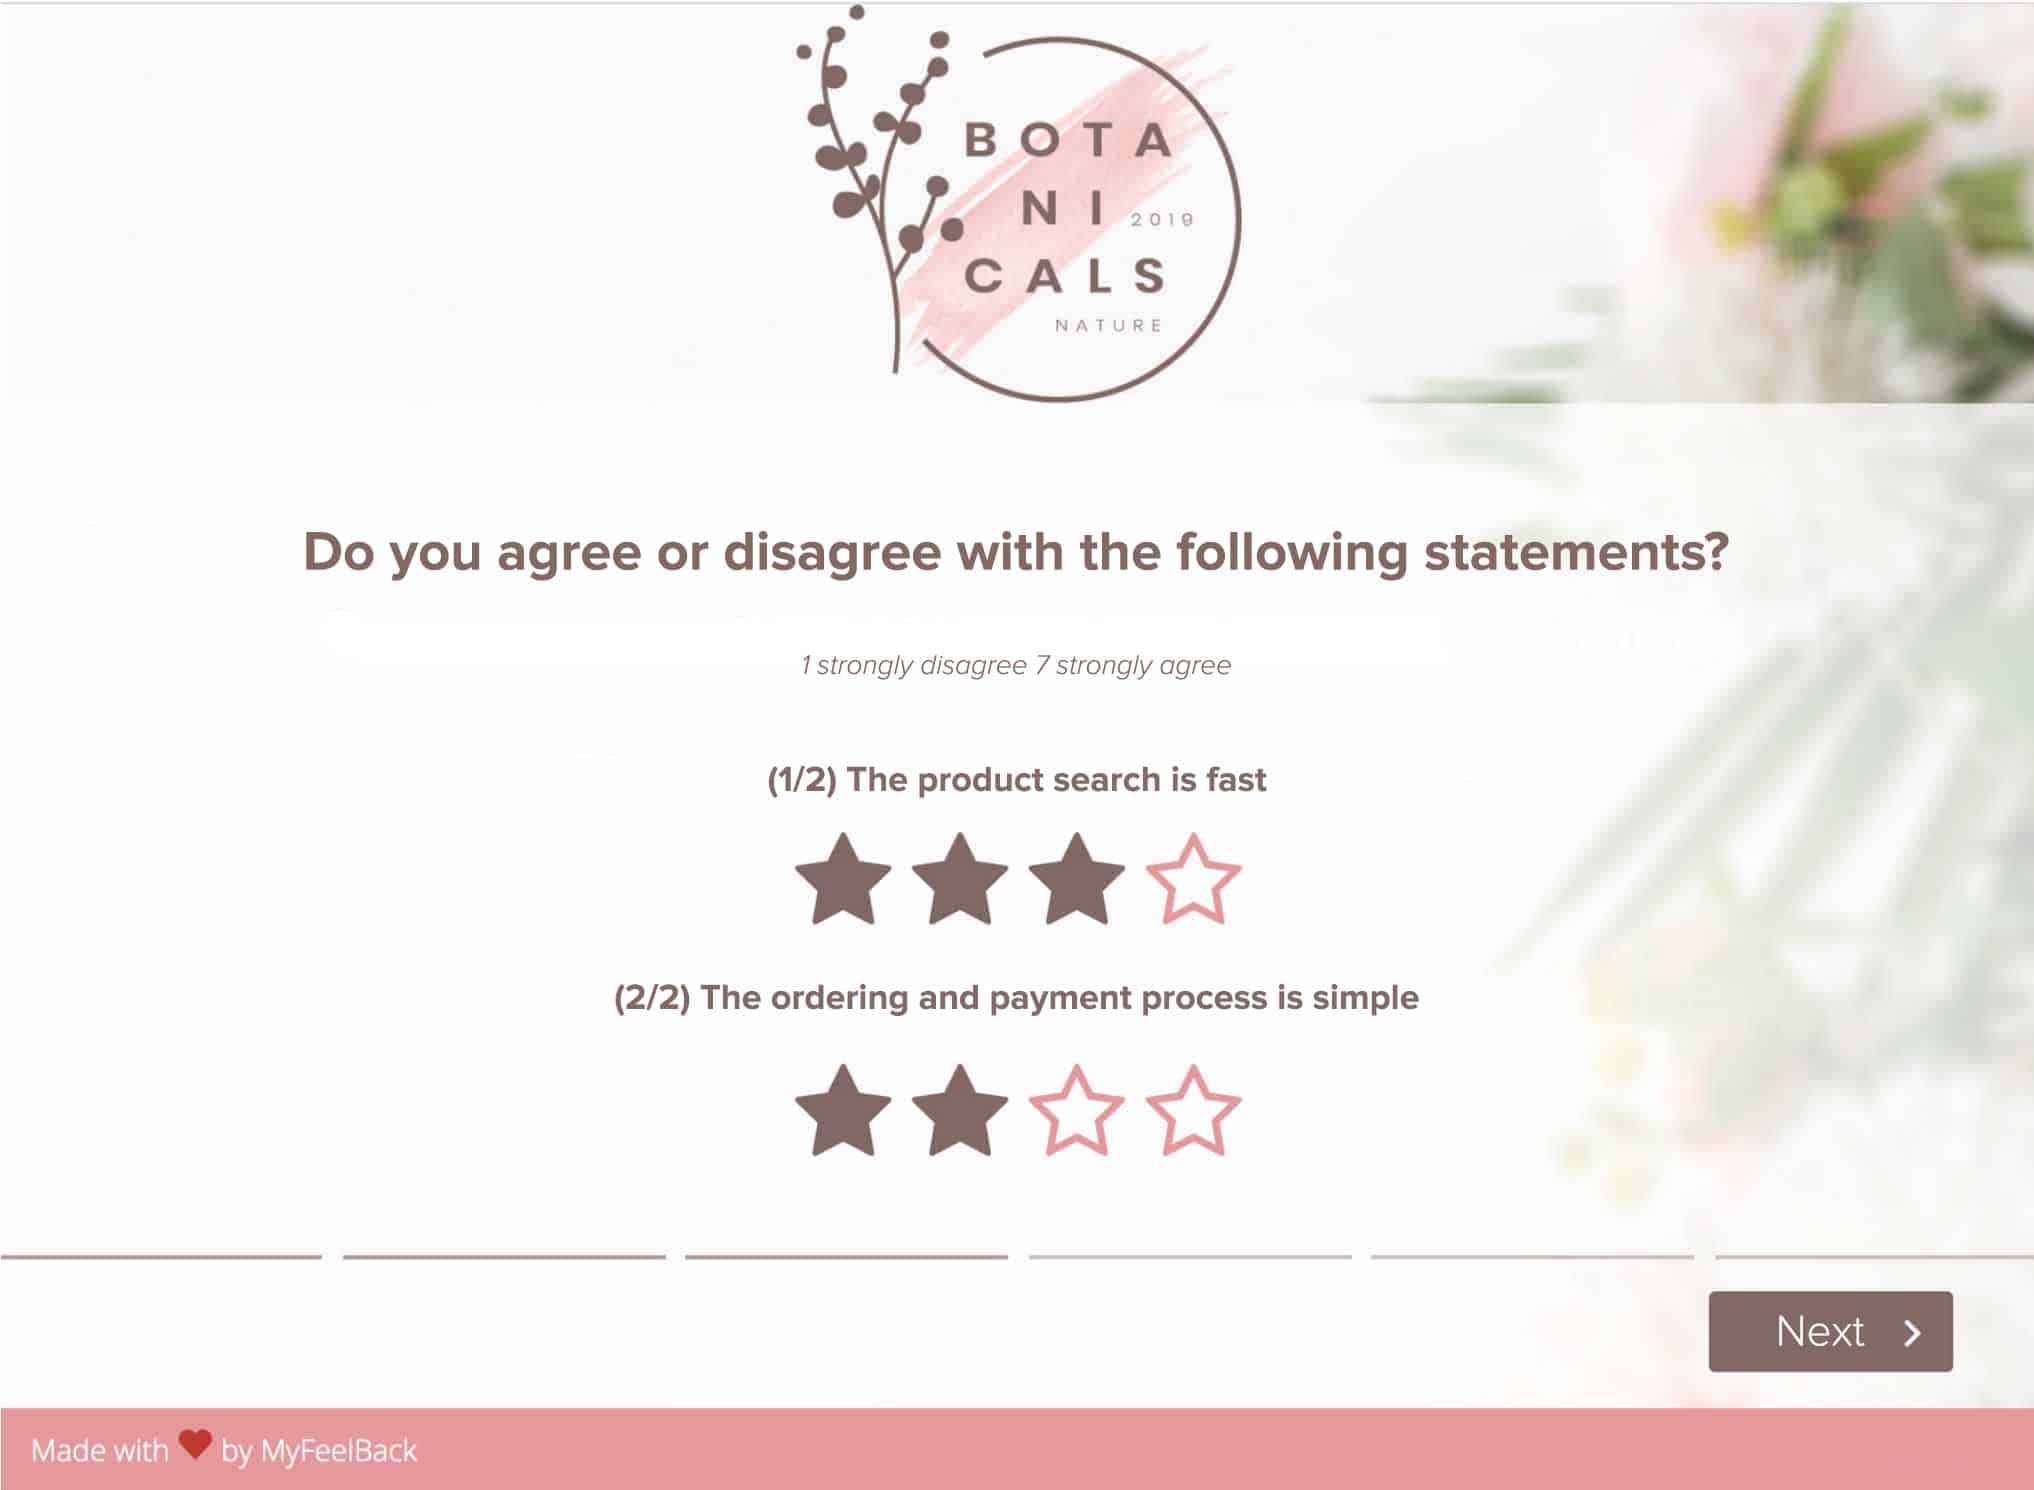 BOTA
NI 2019
CALS
NATURE
Do you agree or disagree with the following statements?
1 strongly disagree 7 strongly agree
(1/2) The product search is fast
(2/2) The ordering and payment process is simple
Next
Made with by MyFeelBack